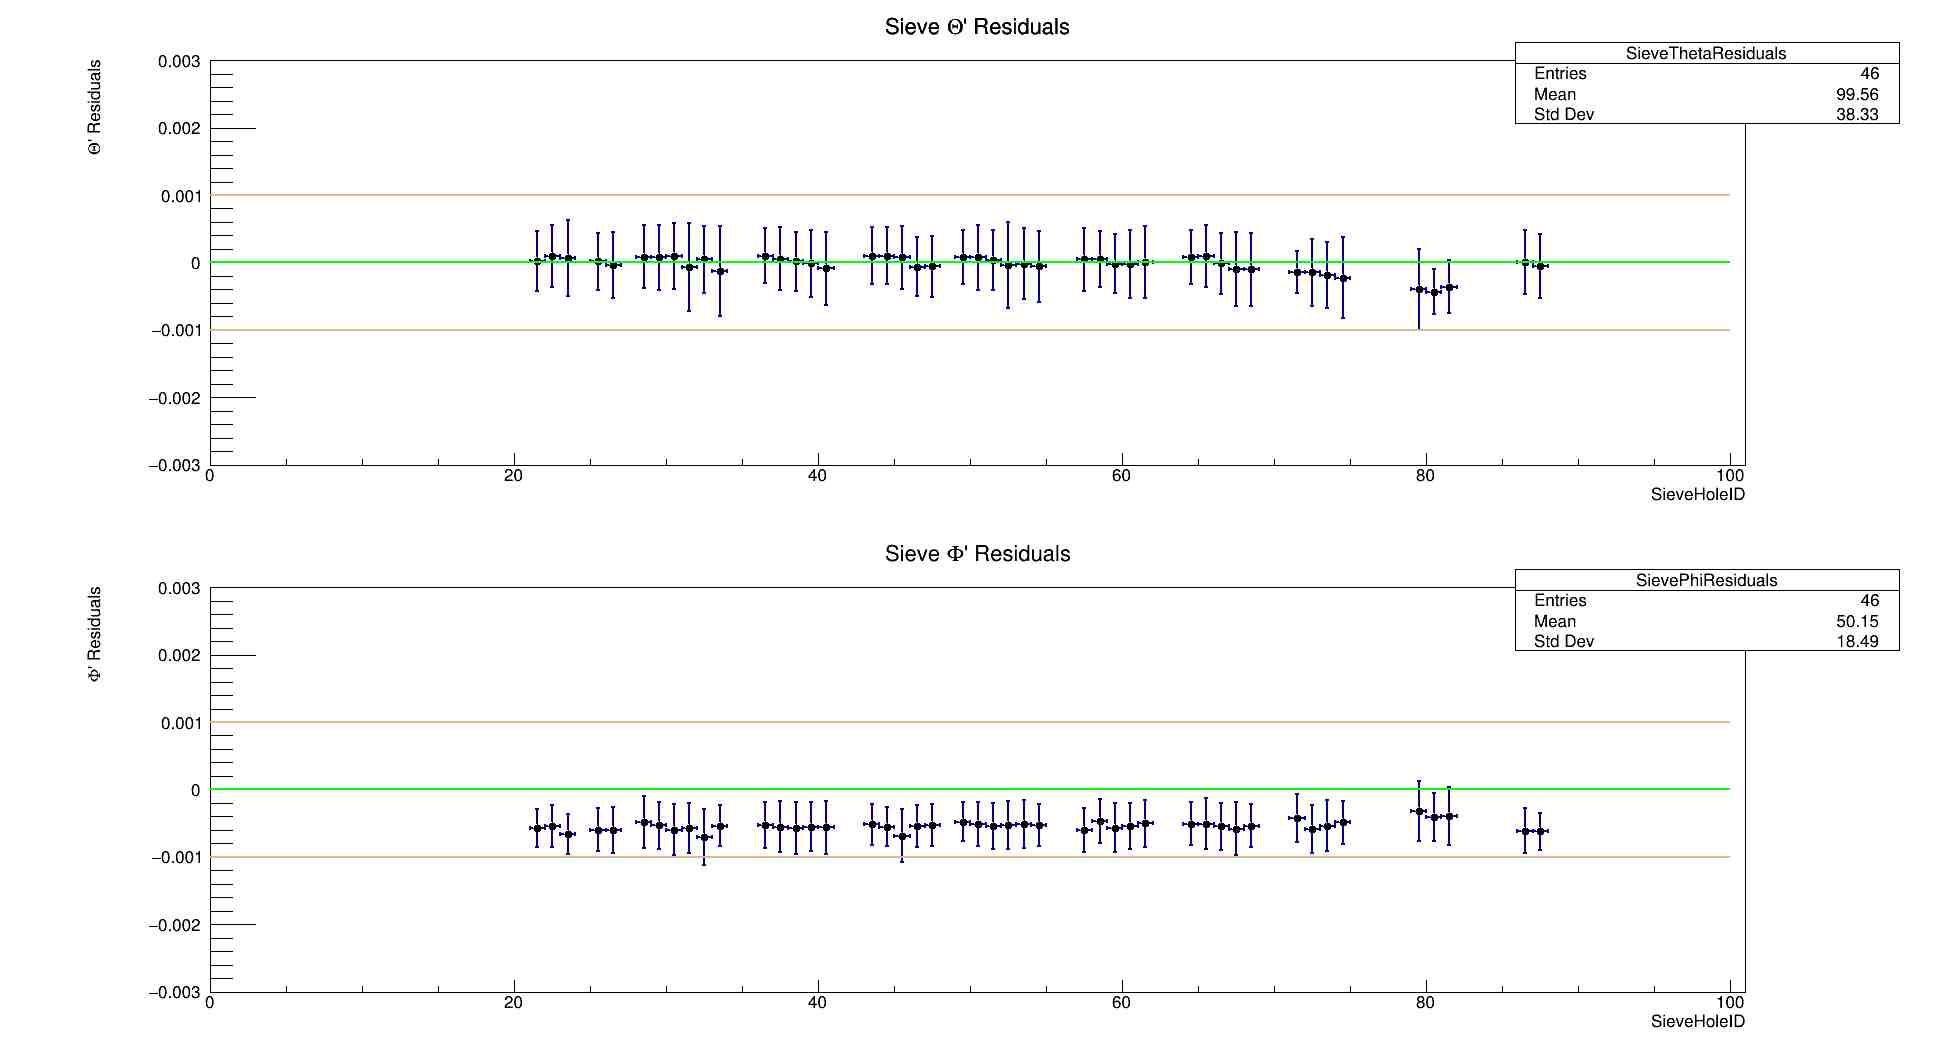 Sieve Θ' Residuals
Θ' Residuals
SieveThetaResiduals
Entries 46
Mean 99.56
Std Dev 38.33
0.003
0.002
0.001
0
−0.001
−0.002
−0.003
0 20 40 60 80 100
SieveHoleID
Sieve Φ' Residuals
Φ' Residuals
SievePhiResiduals
Entries 46
Mean 50.15
Std Dev 18.49
0.003
0.002
0.001
0
−0.001
−0.002
−0.003
0 20 40 60 80 100
SieveHoleID